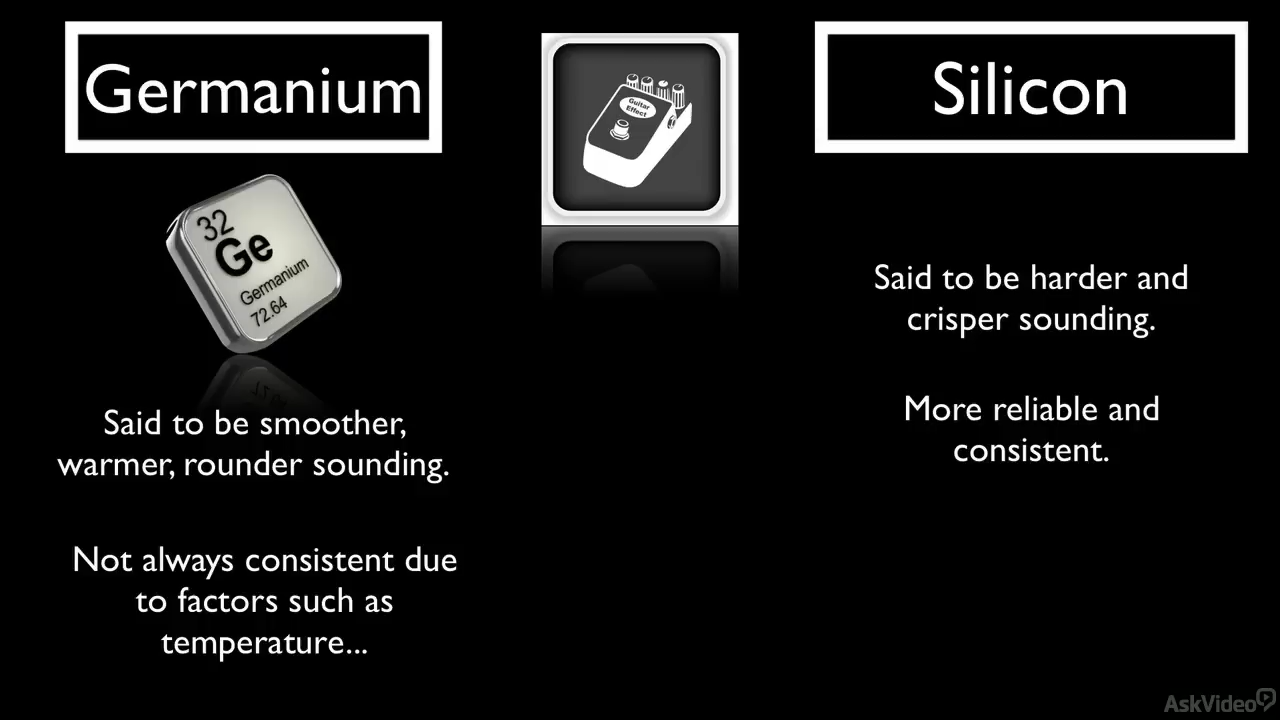 Germanium
32
Ge
Germanium
72.64
Said to be smoother,
warmer, rounder sounding.
Not always consistent due
to factors such as
temperature...
Guitar
Effect
Silicon
Said to be harder and
crisper sounding.
More reliable and
consistent.
AskVideo